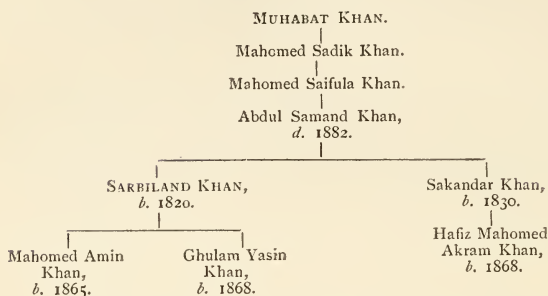 MUHABAT KHAN.
Mahomed Sadik Khan.
Mahomed Saifula Khan.
Abdul Samand Khan,
d. 1882.
SARBILAND KHAN,
b. 1820.
Sakandar Khan,
b. 1830.
Mahomed Amin
Khan,
b. 1865.
Ghulam Yasin
Khan,
b. 1868.
Hafiz Mahomed
Akram Khan,
b. 1868.